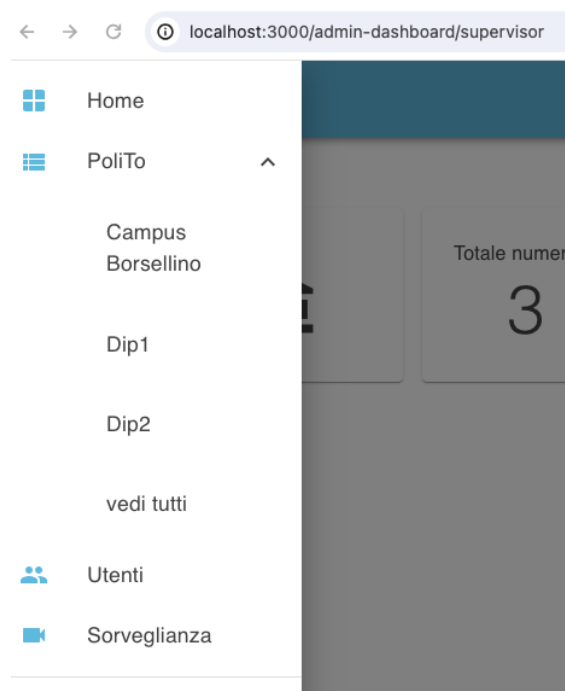 localhost:3000/admin-dashboard/supervisor
Home
PoliTo
Campus
Borsellino
Totale numer
3
Dip1
Dip2
vedi tutti
Utenti
Sorveglianza